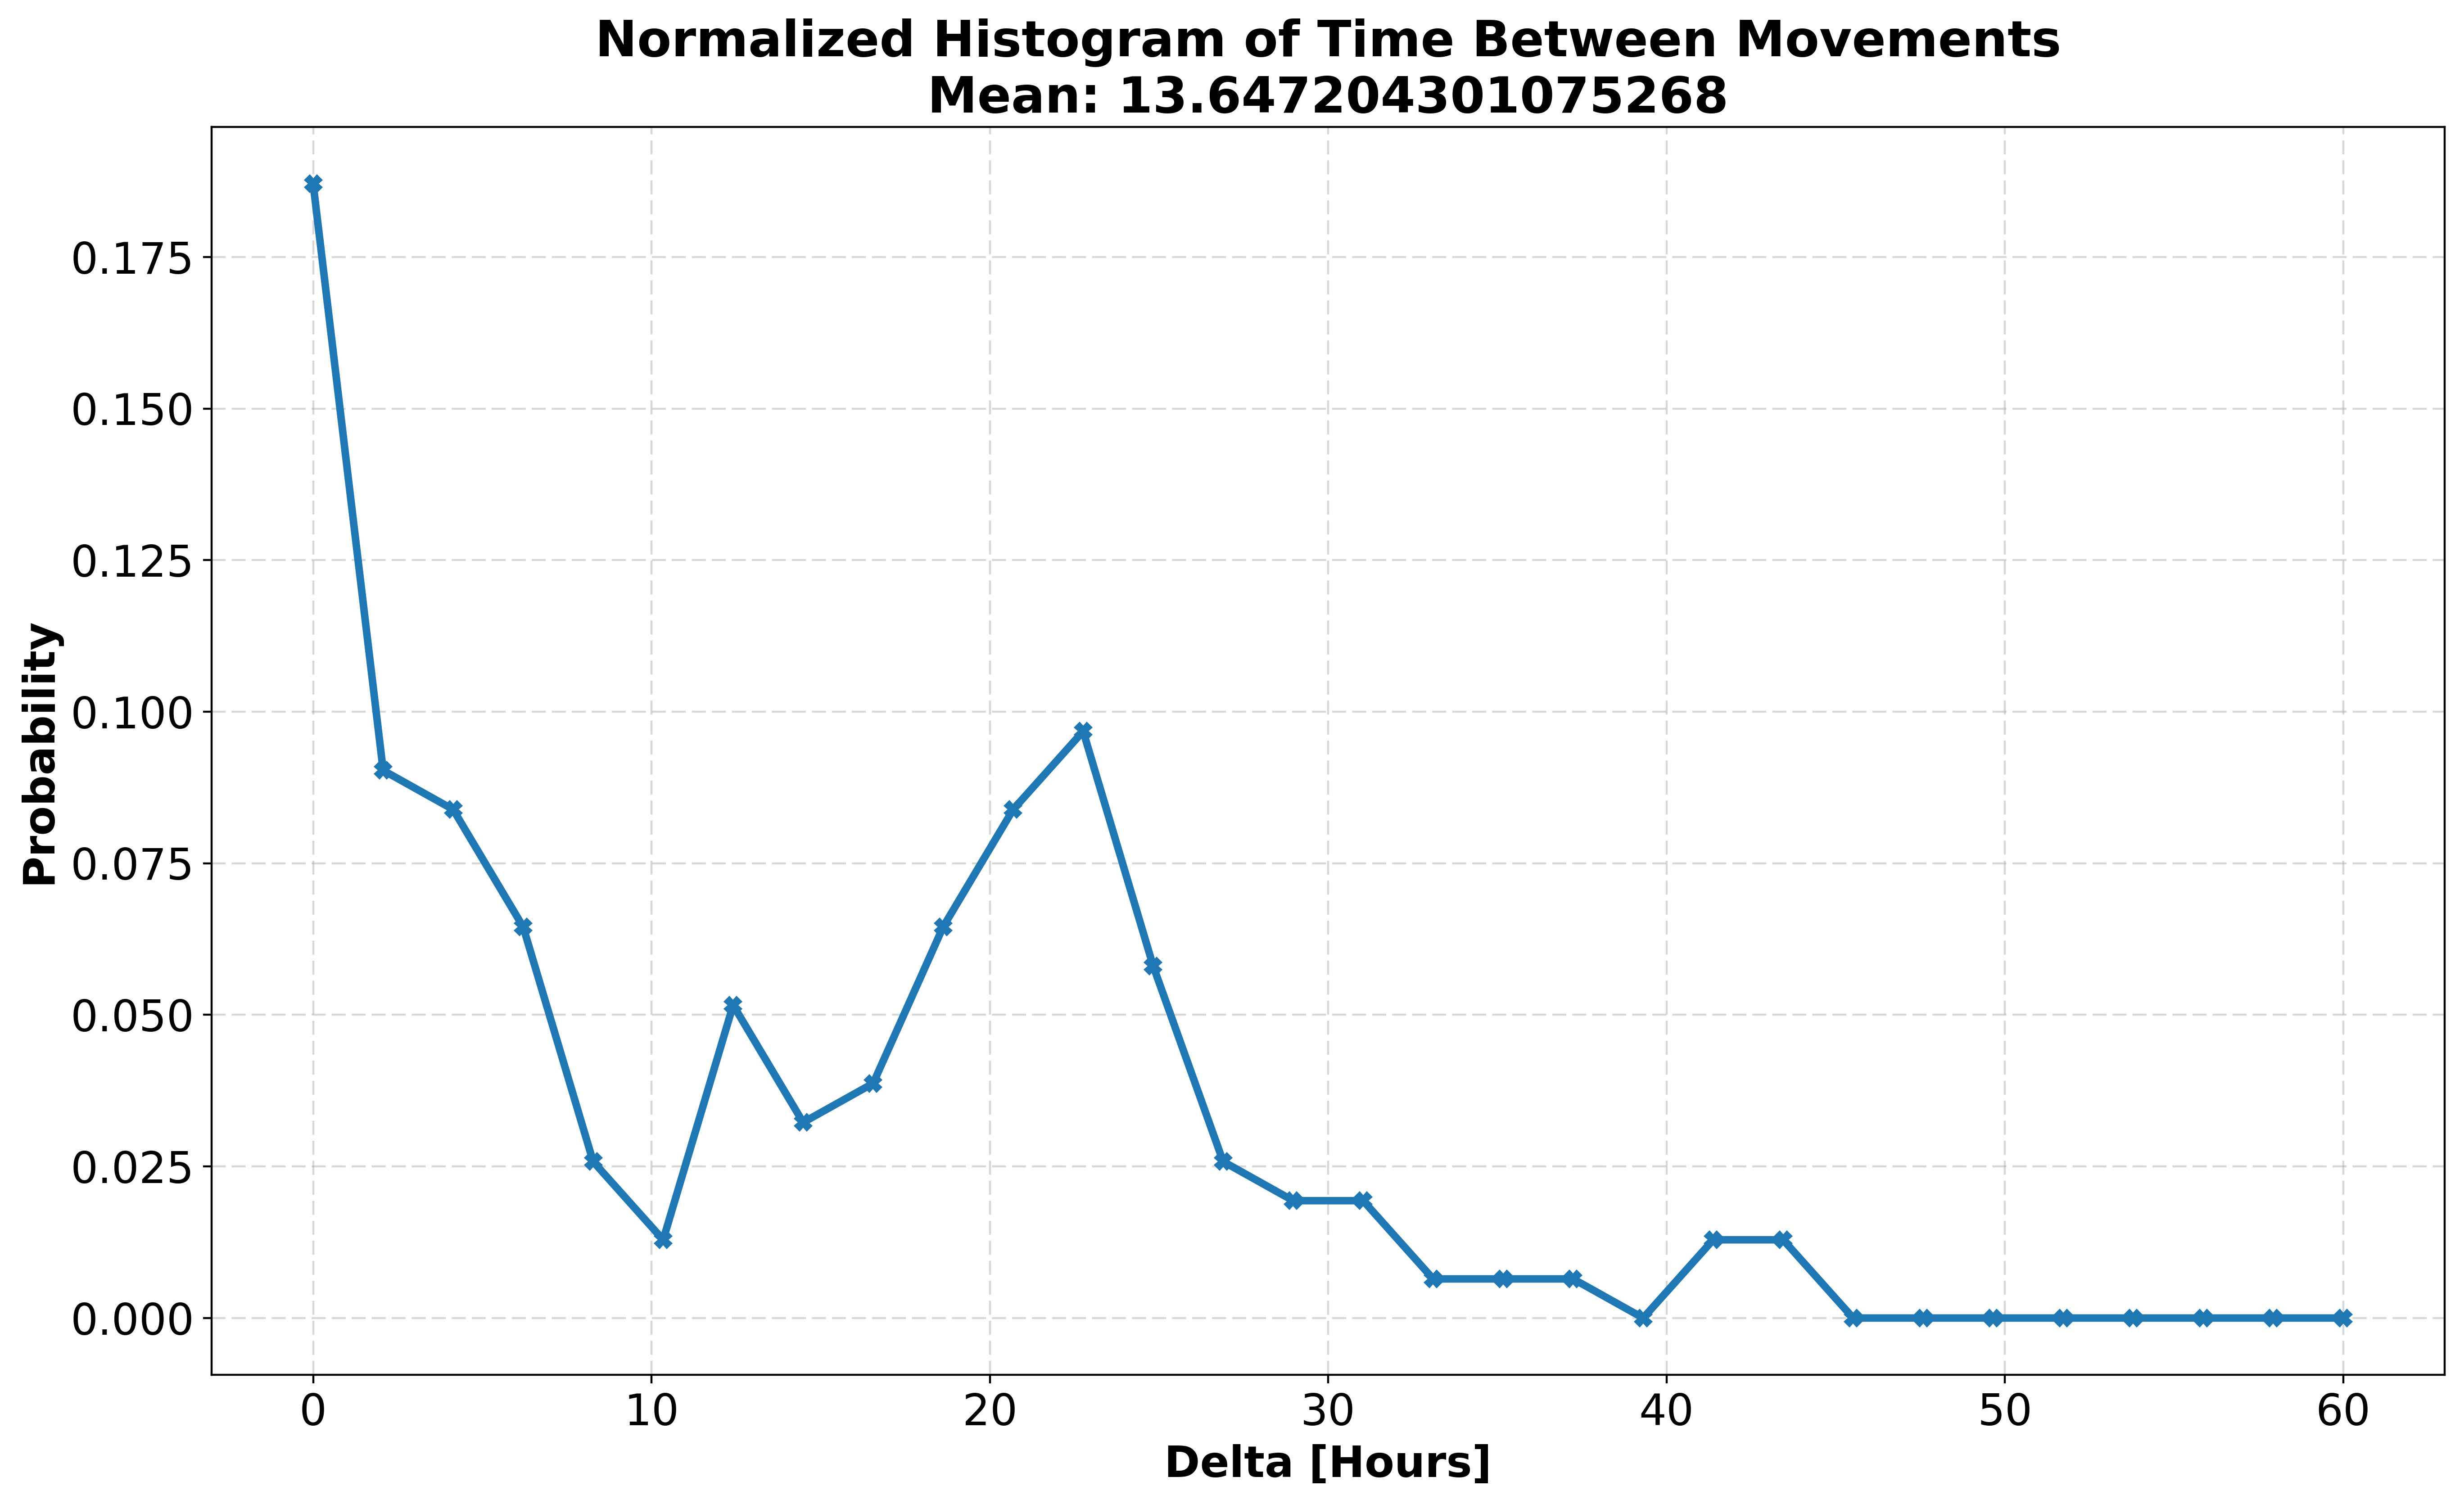 Normalized Histogram of Time Between Movements
Mean: 13.647204301075268
Probability
0.175
0.150
0.125
0.100
0.075
0.050
0.025
0.000
0 10 20 30 40 50 60
Delta [Hours]